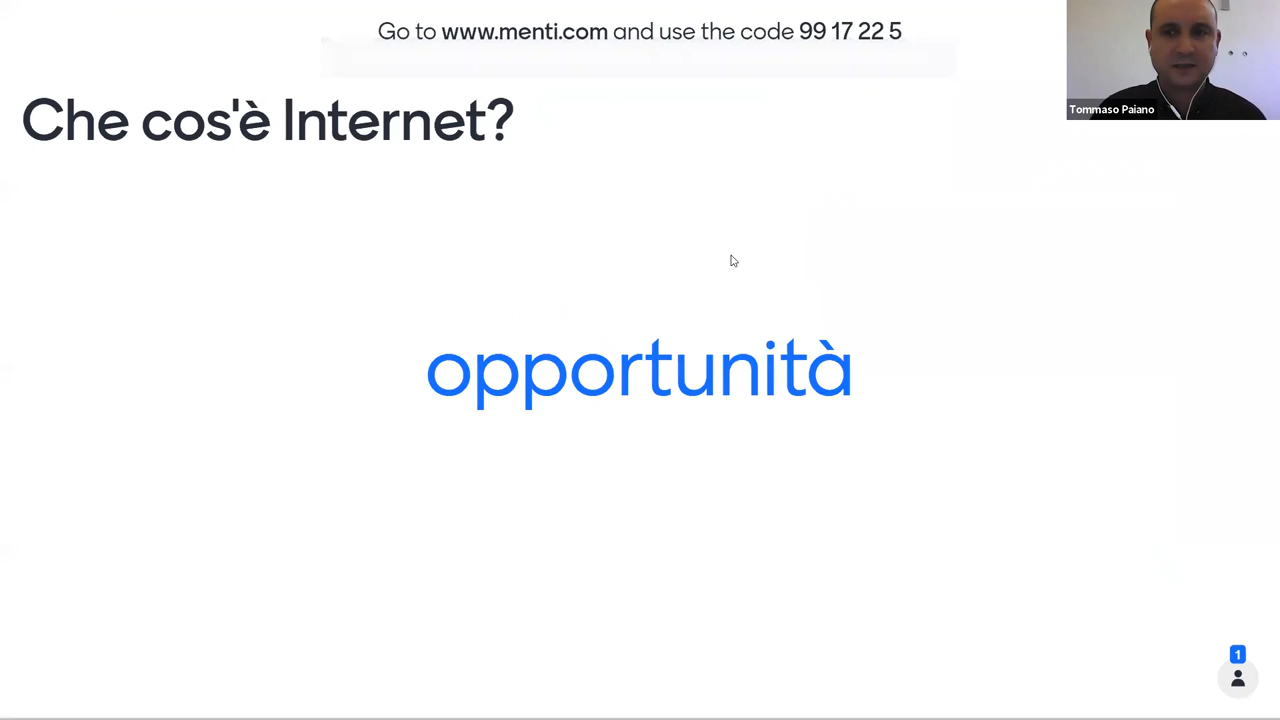 Go to www.menti.com and use the code 99 17 22 5
Tommaso Paiano
Che cos'è Internet?
opportunità
1